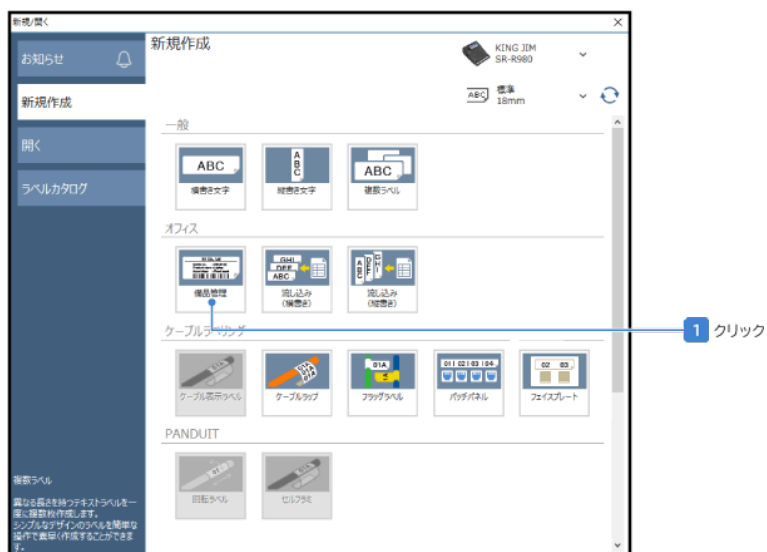 新規/開く
お知らせ
新規作成
開く
ラベルカタログ
複数ラベル
異なる長さを持つテキストラベルを一
度に複数枚作成します。
シンプルなデザインのラベルを簡単な
操作で素早く作成することができま
す。
新規作成
KING JIM
SR-R980
ABC
標準
18mm
一般
ABC
横書き文字
ABC
縦書き文字
ABC
複数ラベル
オフィス
備品管理
GHI
DEF
ABC
流し込み
(横書き)
ABC
DEF
GHI
流し込み
(縦書き)
ケーブルラベリング
ケーブル表示ラベル
01A
01A
01A
ケーブルラップ
01A
フラッグラベル
01 02 03 04
パッチパネル
02 03
フェイスプレート
PANDUIT
回転ラベル
セルフラミ
1 クリック